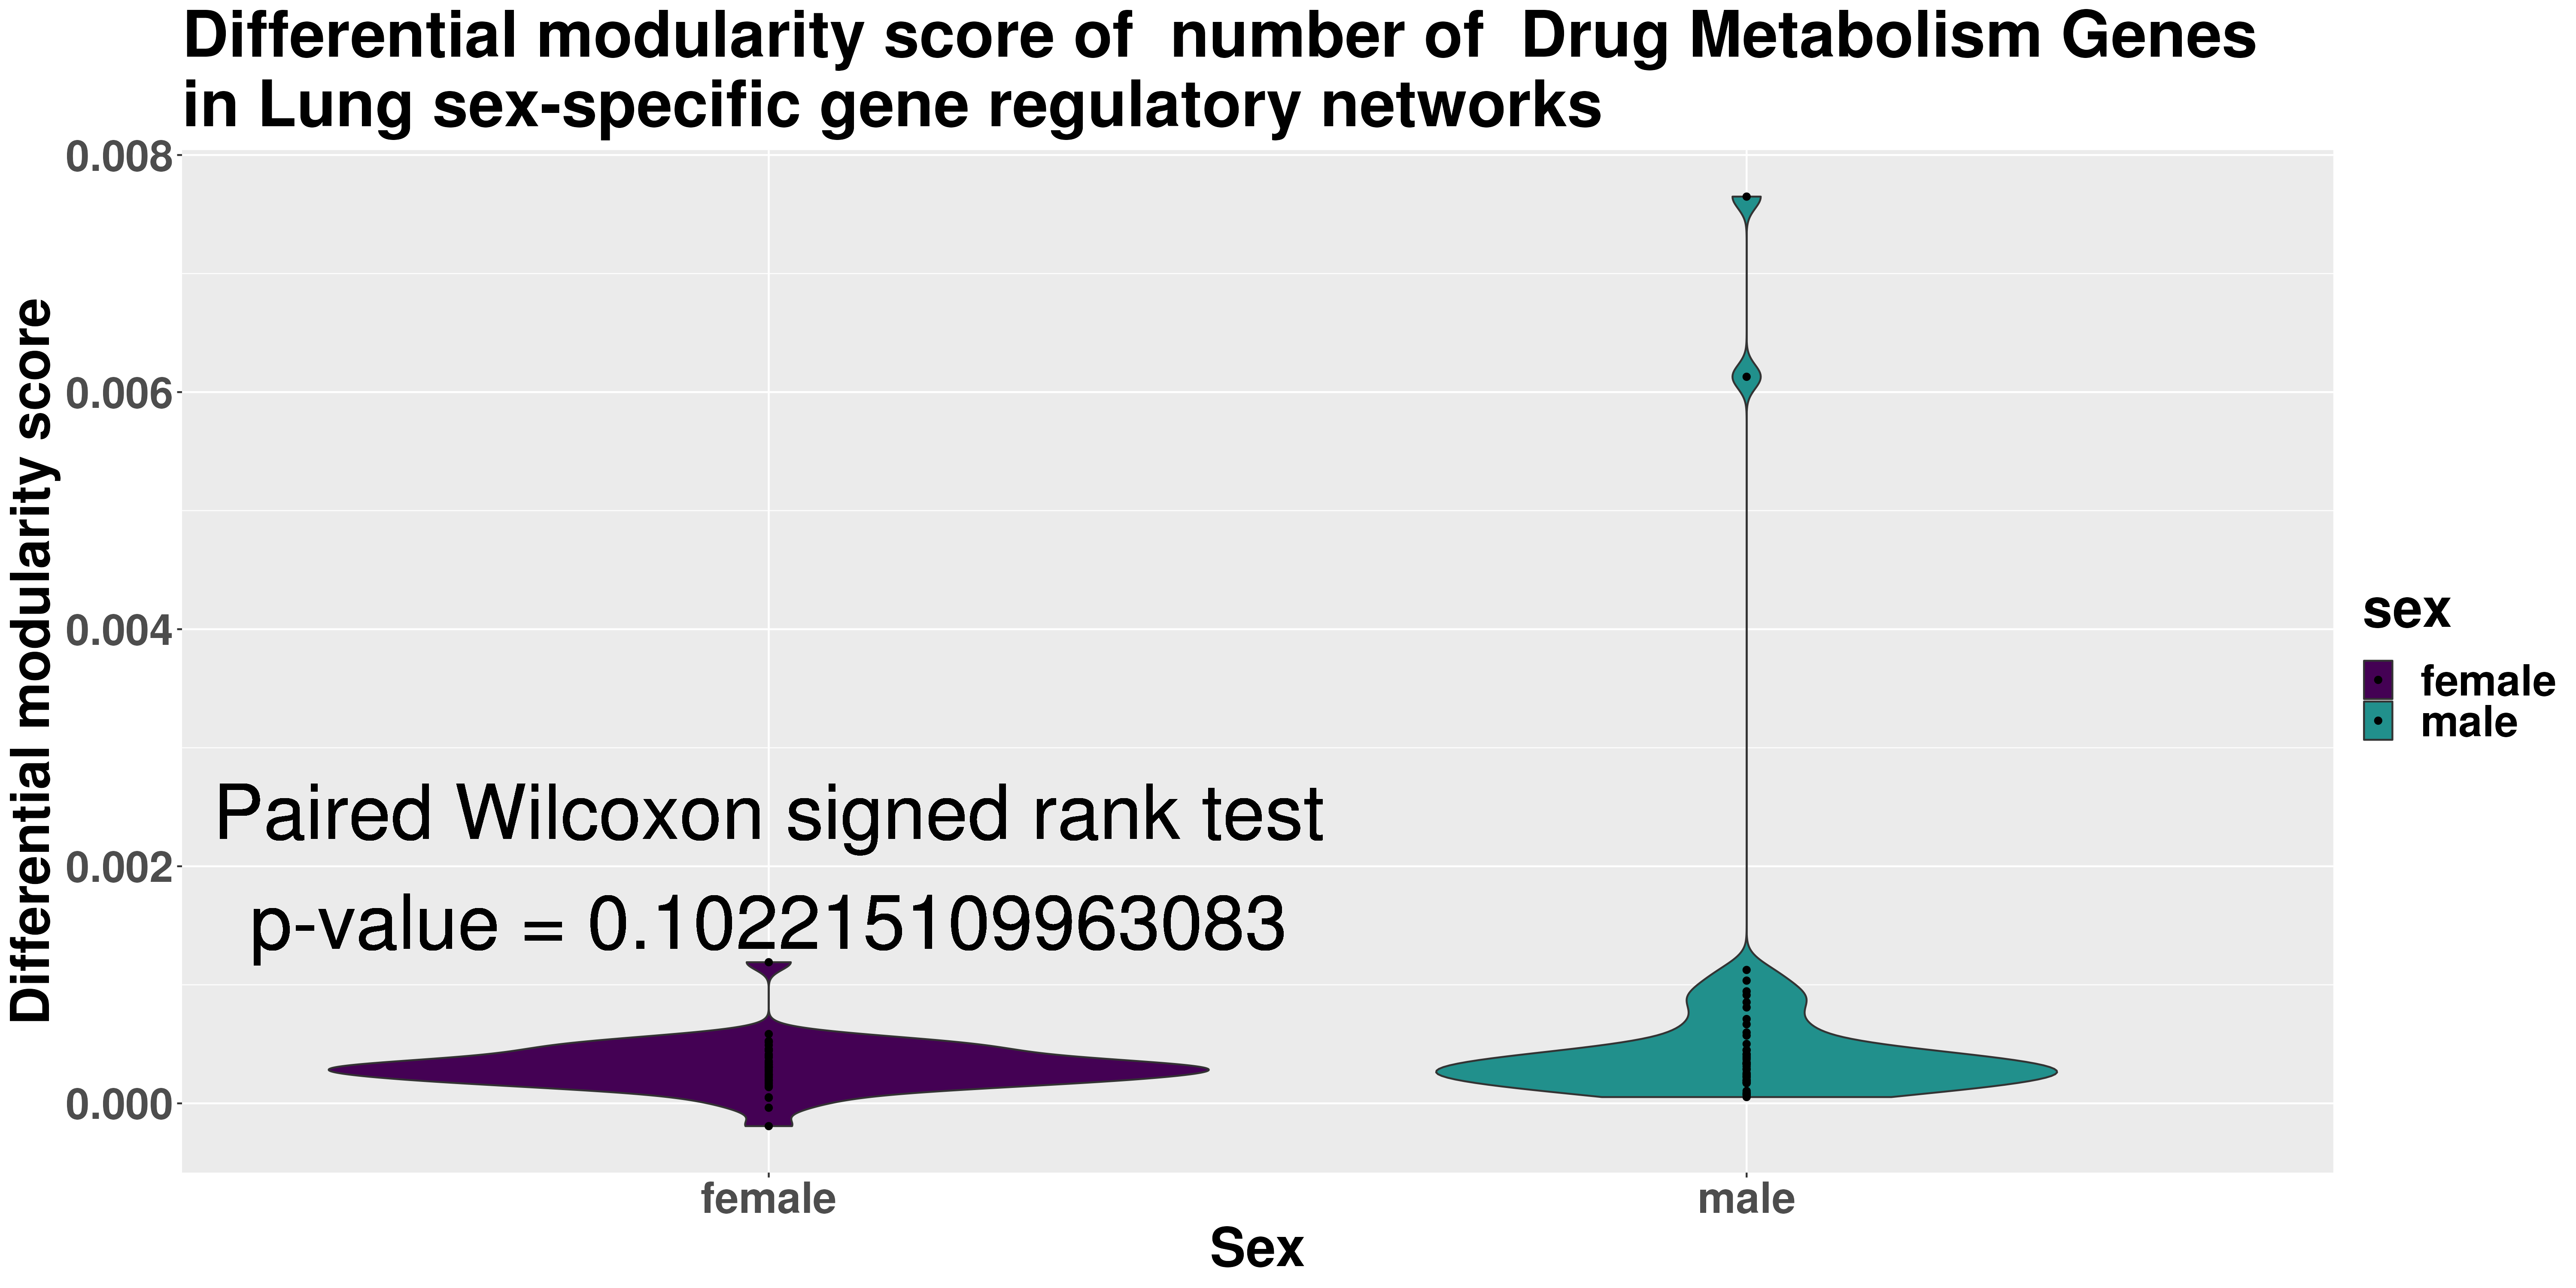 Differential modularity score of  number of  Drug Metabolism Genes
in Lung sex-specific gene regulatory networks
Differential modularity score
0.008
0.006
0.004
0.002
0.000
Paired Wilcoxon signed rank test
p-value = 0.102215109963083
female
male
Sex
sex
female
male